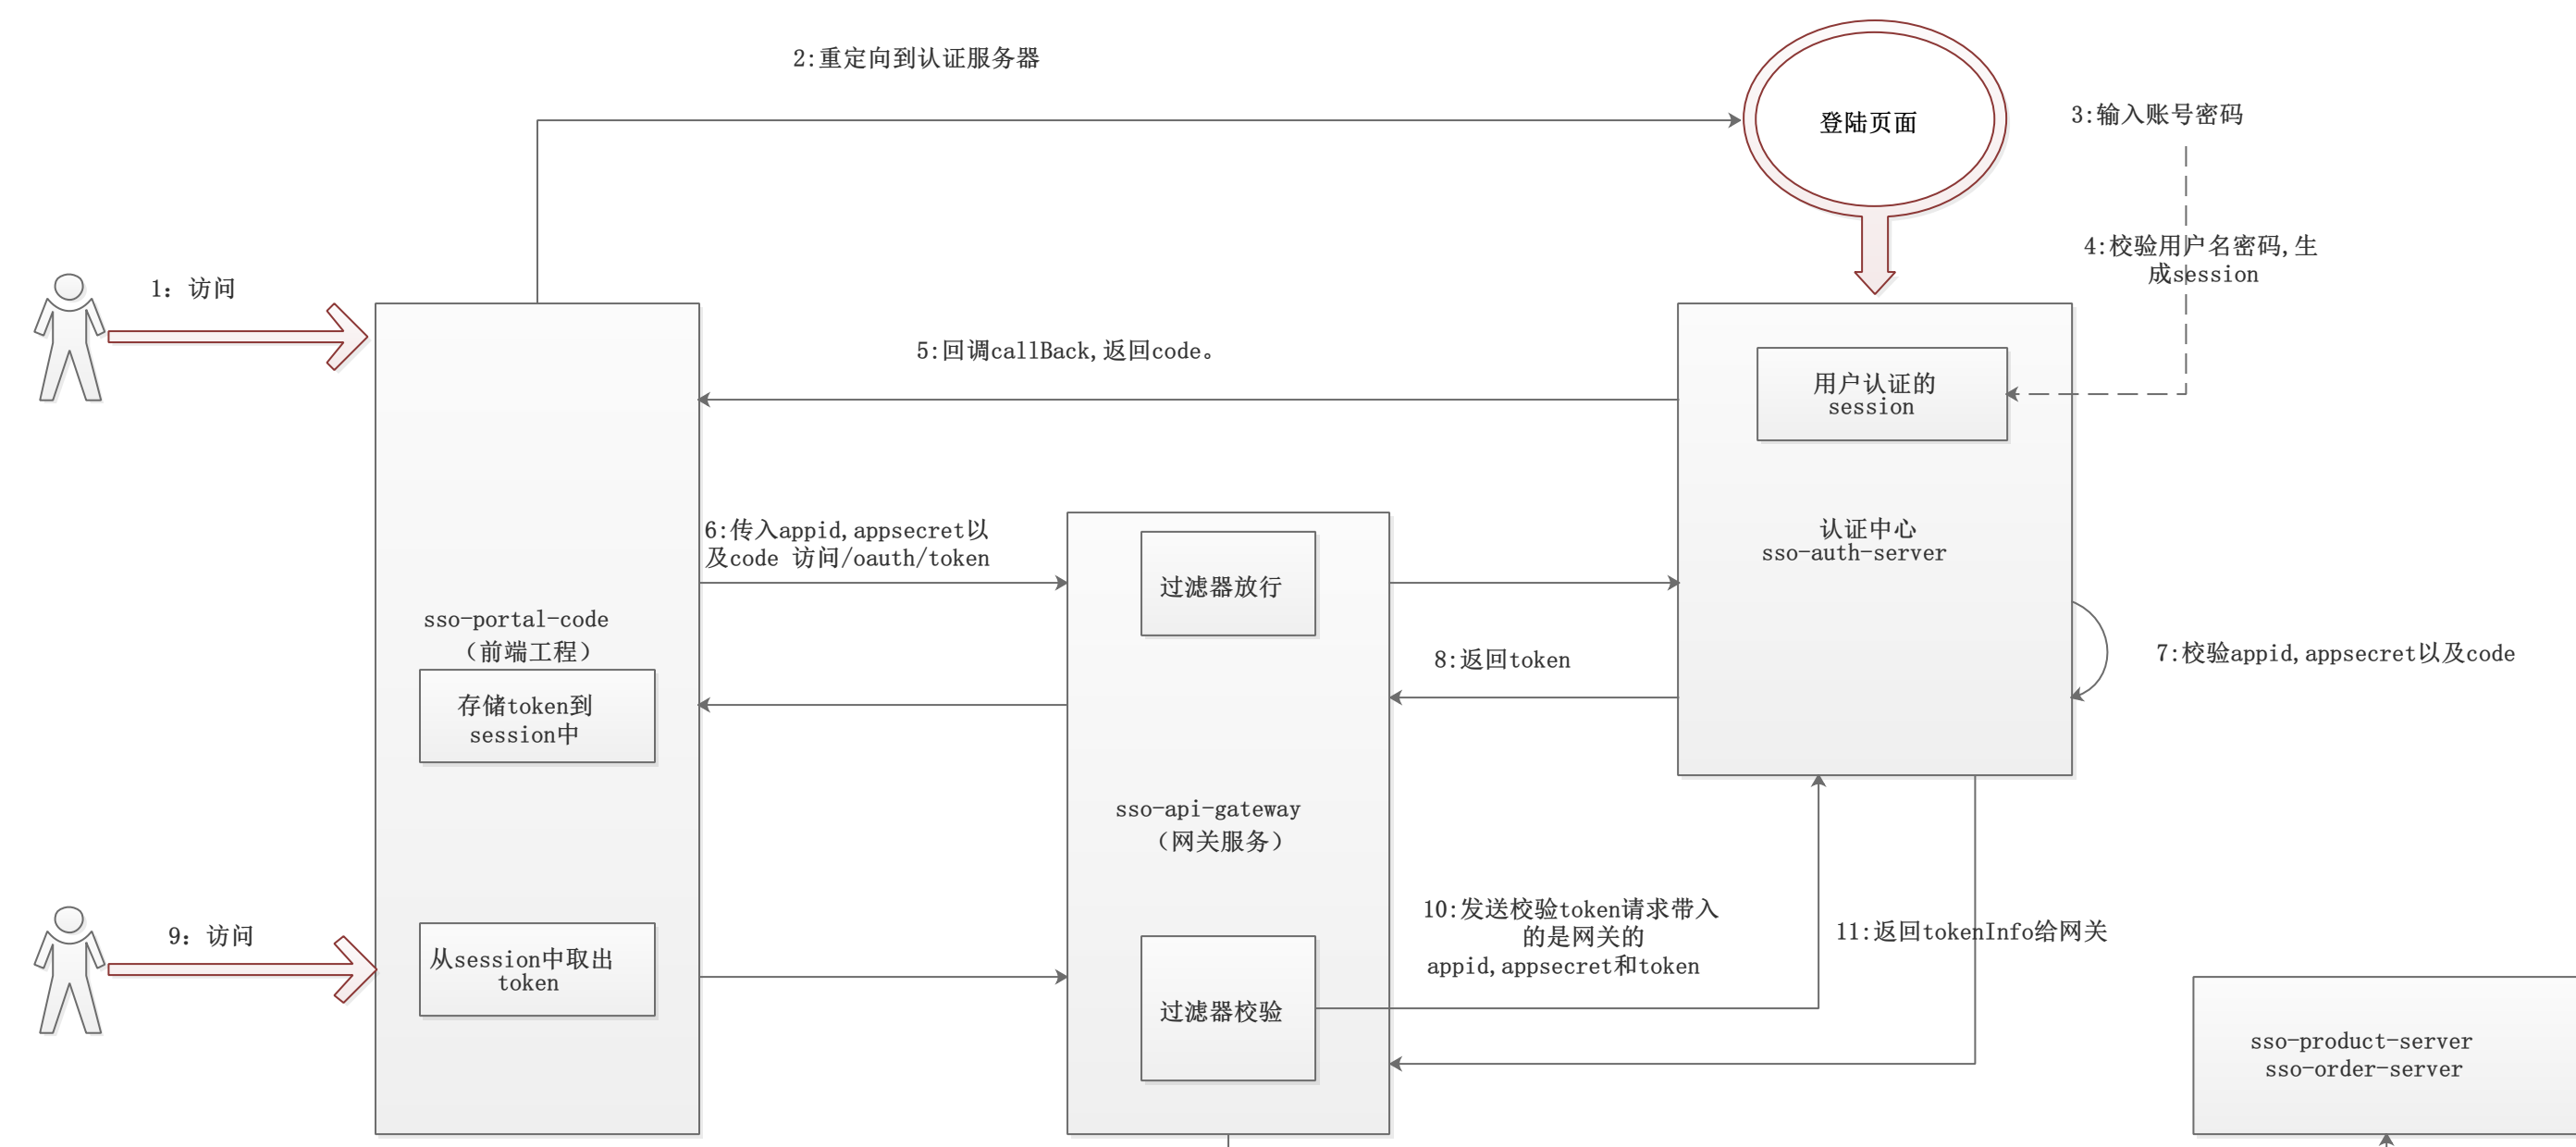 2:重定向到认证服务器
登陆页面
3:输入账号密码
4:校验用户名密码,生
成session
1: 访问
5:回调callBack,返回code。
用户认证的
session
6:传入appid,appsecret以
及code 访问/oauth/token
过滤器放行
认证中心
sso-auth-server
sso-portal-code
（前端工程）
8:返回token
7:校验appid,appsecret以及code
存储token到
session中
sso-api-gateway
（网关服务）
9: 访问
从session中取出
token
过滤器校验
10:发送校验token请求带入
的是网关的
appid,appsecret和token
11:返回tokenInfo给网关
sso-product-server
sso-order-server